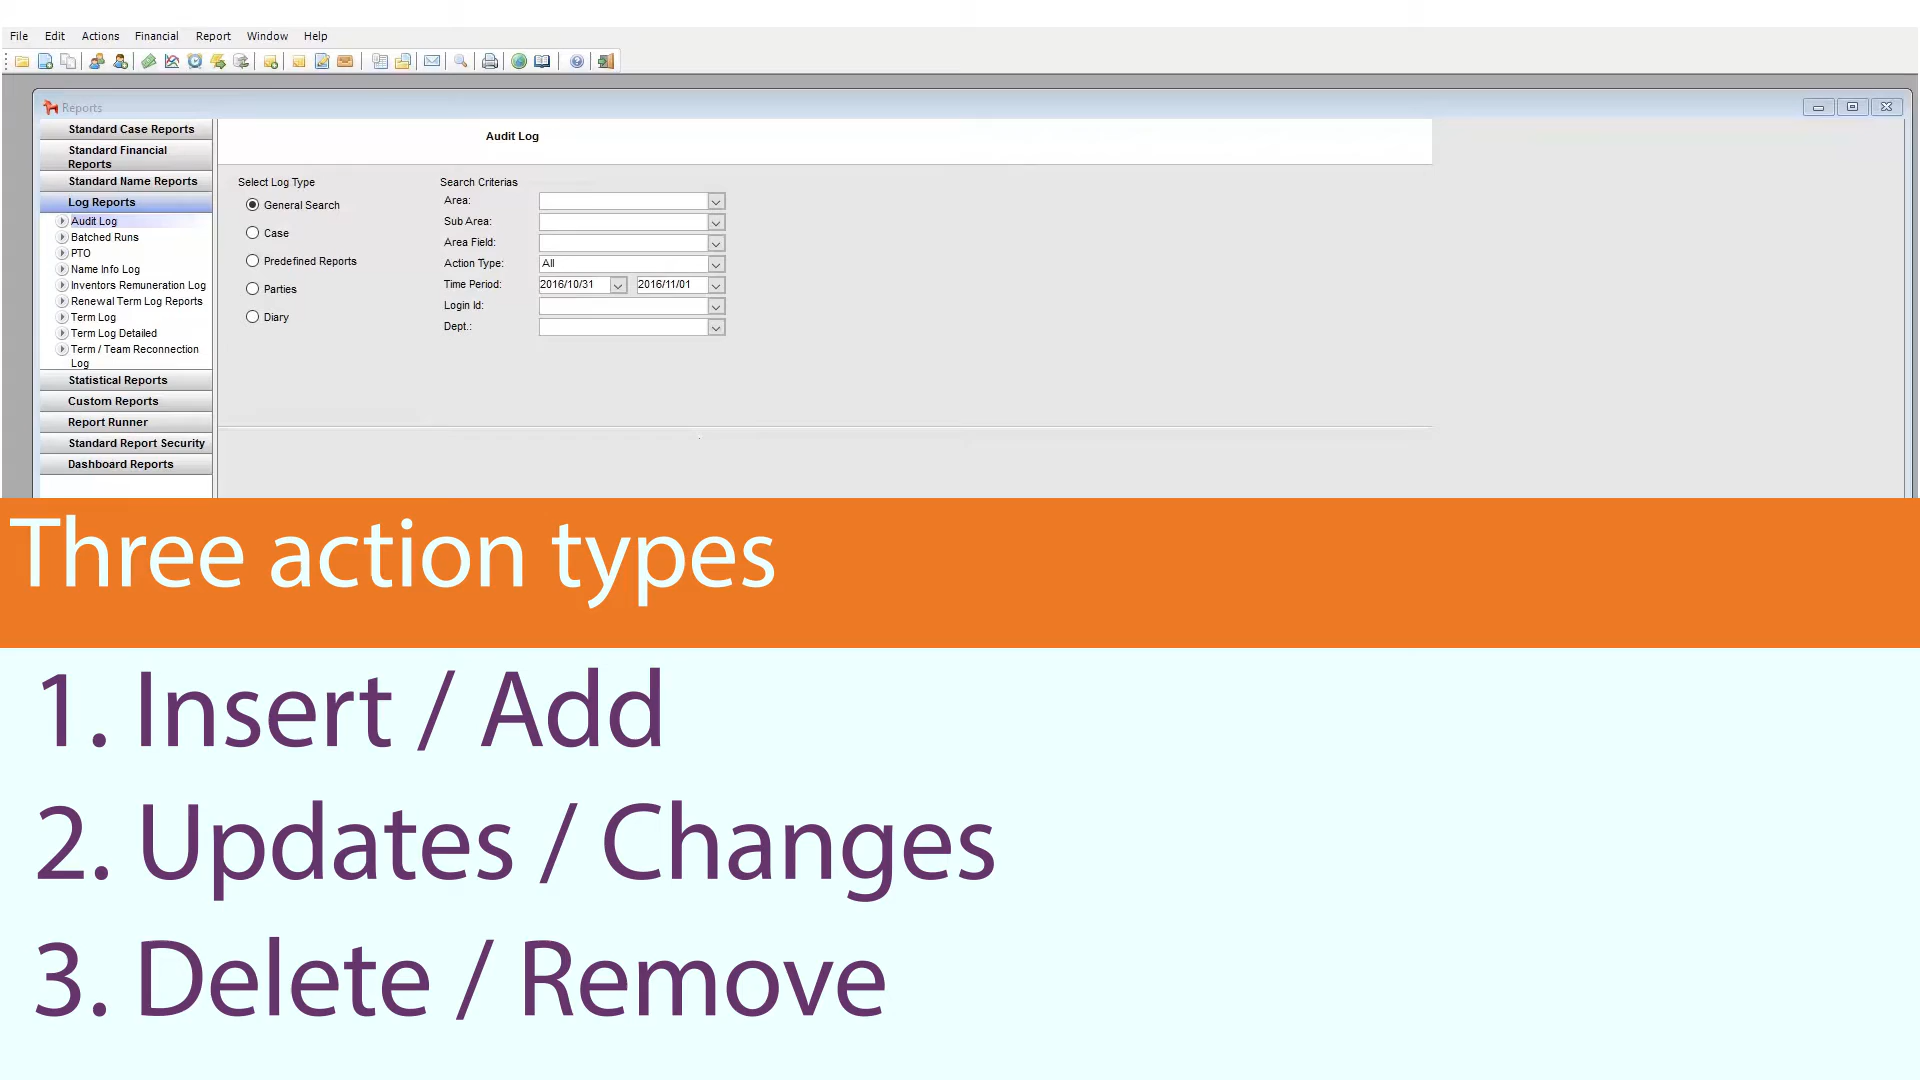 File Edit Actions Financial Report Window Help
Reports
Standard Case Reports
Standard Financial
Reports
Standard Name Reports
Log Reports
Audit Log
Batched Runs
PTO
Name Info Log
Inventors Remuneration Log
Renewal Term Log Reports
Term Log
Term Log Detailed
Term / Team Reconnection
Log
Statistical Reports
Custom Reports
Report Runner
Standard Report Security
Dashboard Reports
Audit Log
Select Log Type
General Search
Case
Predefined Reports
Parties
Diary
Search Criterias
Area:
Sub Area:
Area Field:
Action Type: All
Time Period: 2016/10/31 2016/11/01
Login Id:
Dept.:
Three action types
1. Insert / Add
2. Updates / Changes
3. Delete / Remove